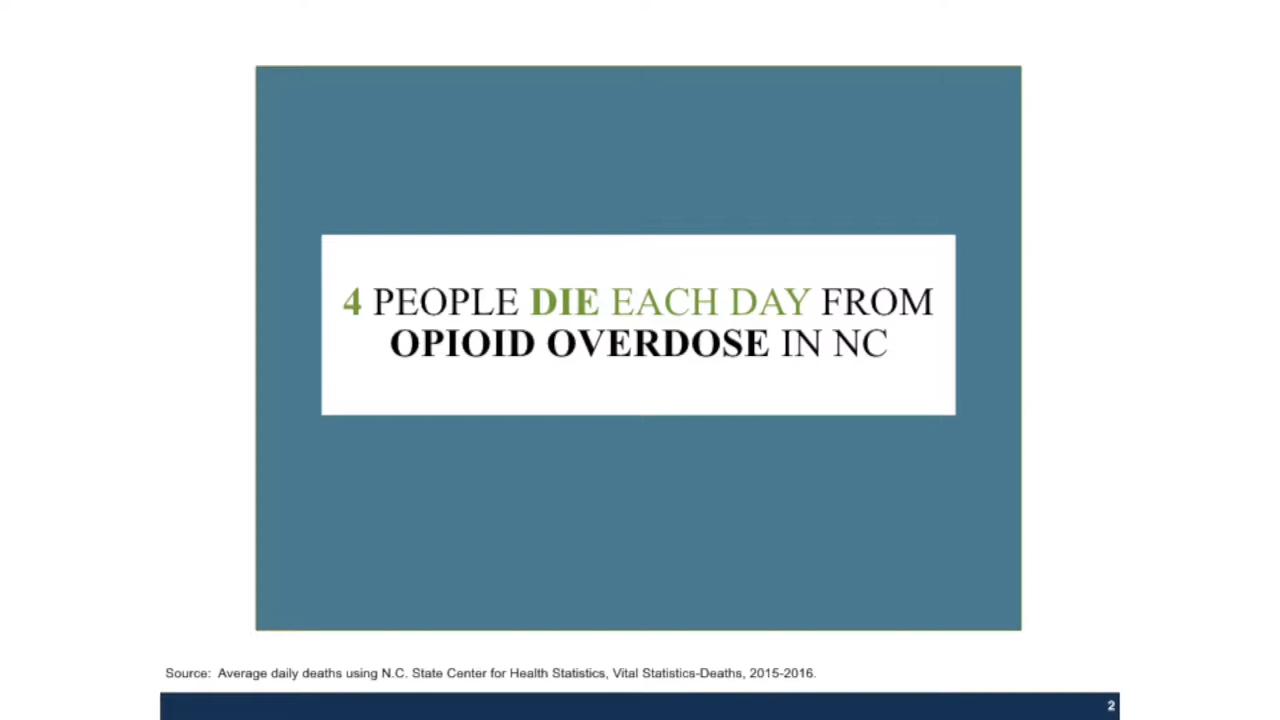 4 PEOPLE DIE EACH DAY FROM
OPIOID OVERDOSE IN NC
Source:  Average daily deaths using N.C. State Center for Health Statistics, Vital Statistics-Deaths, 2015-2016.
2